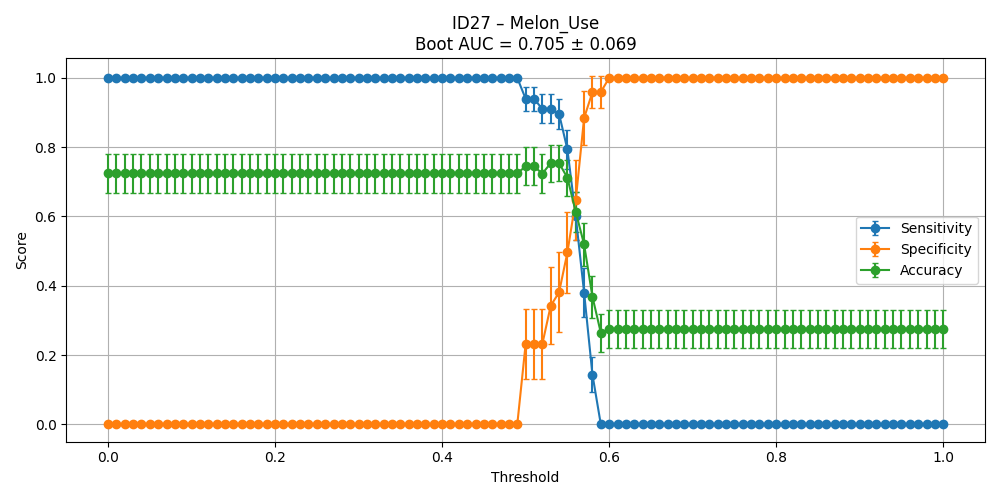 ID27 – Melon_Use
Boot AUC = 0.705 ± 0.069
Score
1.0
0.8
0.6
0.4
0.2
0.0
Sensitivity
Specificity
Accuracy
0.0 0.2 0.4 0.6 0.8 1.0
Threshold